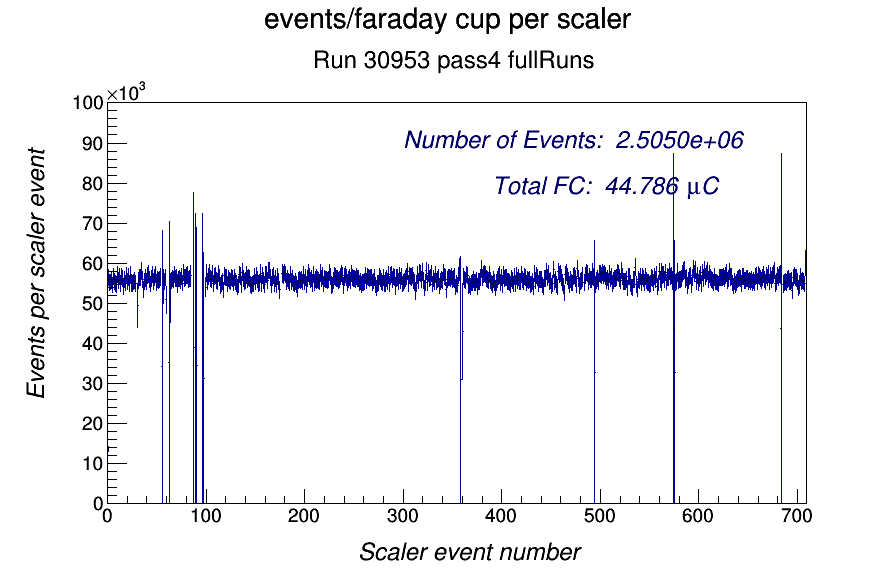 events/faraday cup per scaler
Run 30953 pass4 fullRuns
×10³
100
90
80
70
60
50
40
30
20
10
0
Events per scaler event
Number of Events: 2.5050e+06
Total FC: 44.786 μC
0 100 200 300 400 500 600 700
Scaler event number